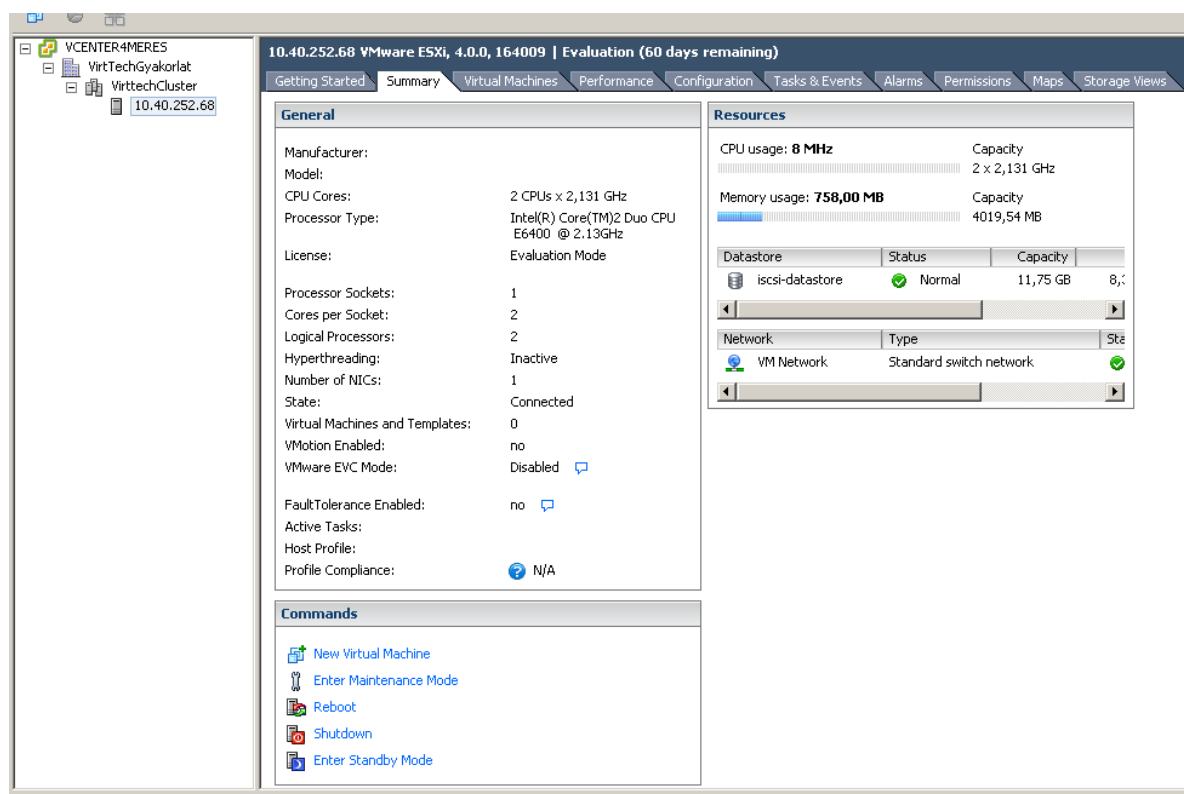 VCENTER4MERES
VirtTechGyakorlat
VirttechCluster
10.40.252.68
10.40.252.68 VMware ESXi, 4.0.0, 164009 | Evaluation (60 days remaining)
Getting Started Summary Virtual Machines Performance Configuration Tasks & Events Alarms Permissions Maps Storage Views
General
Manufacturer:
Model:
CPU Cores: 2 CPUs x 2,131 GHz
Processor Type: Intel(R) Core(TM)2 Duo CPU
E6400 @ 2.13GHz
License: Evaluation Mode
Processor Sockets: 1
Cores per Socket: 2
Logical Processors: 2
Hyperthreading: Inactive
Number of NICs: 1
State: Connected
Virtual Machines and Templates: 0
VMotion Enabled: no
VMware EVC Mode: Disabled
FaultTolerance Enabled: no
Active Tasks:
Host Profile:
Profile Compliance: N/A
Commands
New Virtual Machine
Enter Maintenance Mode
Reboot
Shutdown
Enter Standby Mode
Resources
CPU usage: 8 MHz Capacity
2 x 2,131 GHz
Memory usage: 758,00 MB Capacity
4019,54 MB
Datastore Status Capacity
iscsi-datastore Normal 11,75 GB
Network Type
VM Network Standard switch network